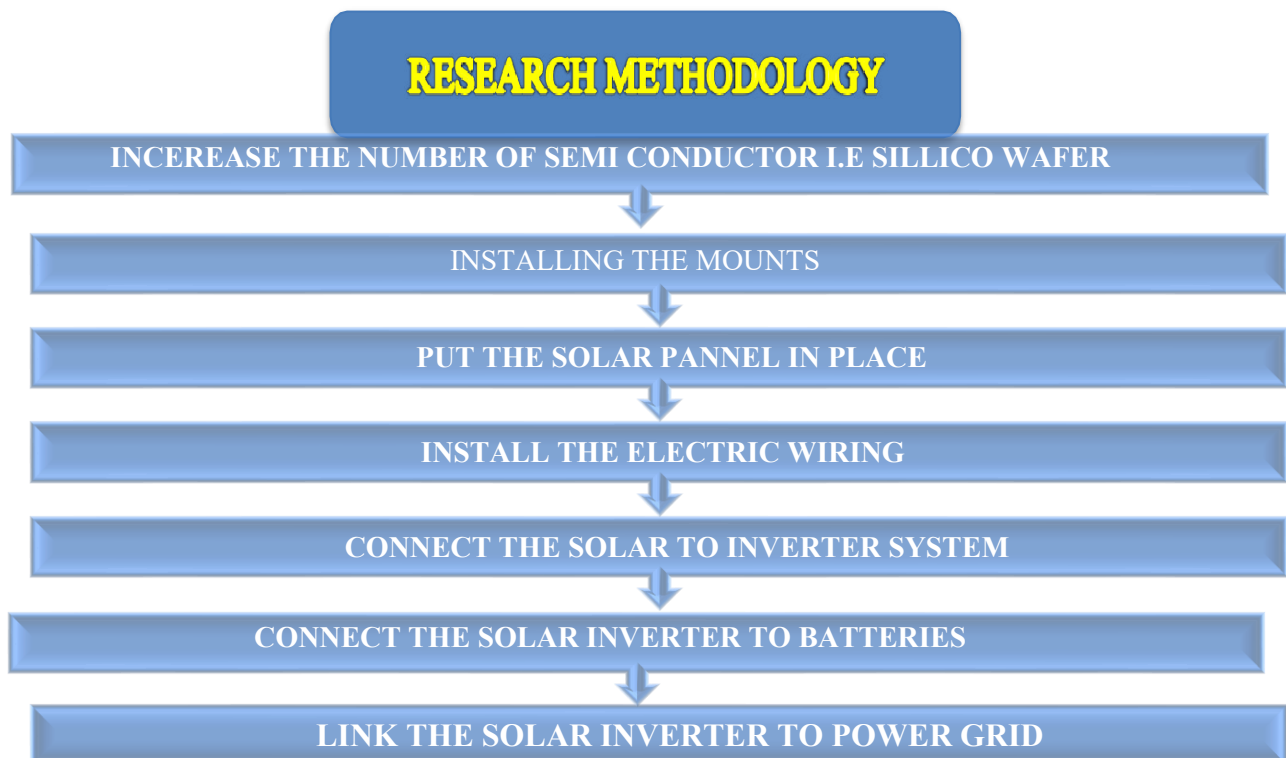 RESEARCH METHODOLOGY
INCEREASE THE NUMBER OF SEMI CONDUCTOR I.E SILLICO WAFER
INSTALLING THE MOUNTS
PUT THE SOLAR PANNEL IN PLACE
INSTALL THE ELECTRIC WIRING
CONNECT THE SOLAR TO INVERTER SYSTEM
CONNECT THE SOLAR INVERTER TO BATTERIES
LINK THE SOLAR INVERTER TO POWER GRID